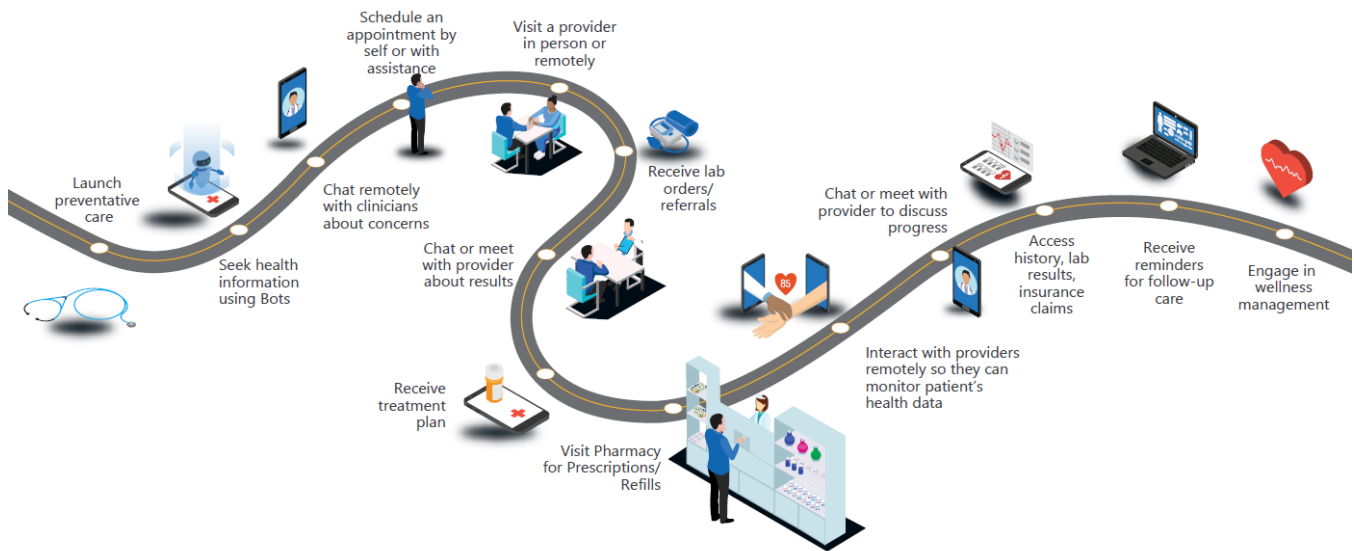 Launch
preventative
care
Seek health
information
using Bots
Chat remotely
with clinicians
about concerns
Schedule an
appointment by
self or with
assistance
Visit a provider
in person or
remotely
Receive lab
orders/
referrals
Chat or meet
with provider
about results
Receive
treatment
plan
Visit Pharmacy
for Prescriptions/
Refills
85
Interact with providers
remotely so they can
monitor patient's
health data
Chat or meet with
provider to discuss
progress
Access
history, lab
results,
insurance
claims
Receive
reminders
for follow-up
care
Engage in
wellness
management